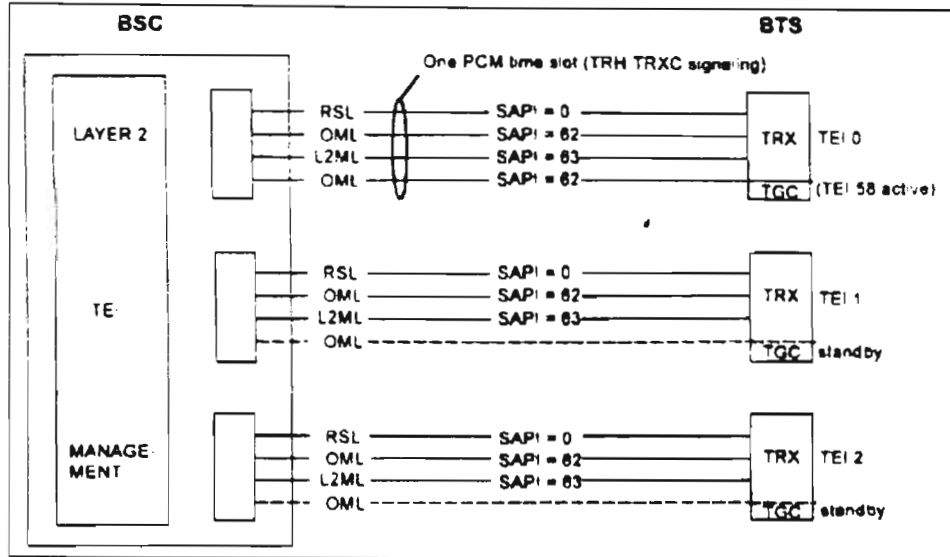 BSC BTS
One PCM time slot (TRH TRXC signaling)
LAYER 2
RSL SAPI = 0
OML SAPI = 62
L2ML SAPI = 63
OML SAPI = 62
TRX TEI 0
TGC (TEI 58 active)
TEI
RSL SAPI = 0
OML SAPI = 62
L2ML SAPI = 63
OML
TRX TEI 1
TGC standby
MANAGE-
MENT
RSL SAPI = 0
OML SAPI = 62
L2ML SAPI = 63
OML
TRX TEI 2
TGC standby